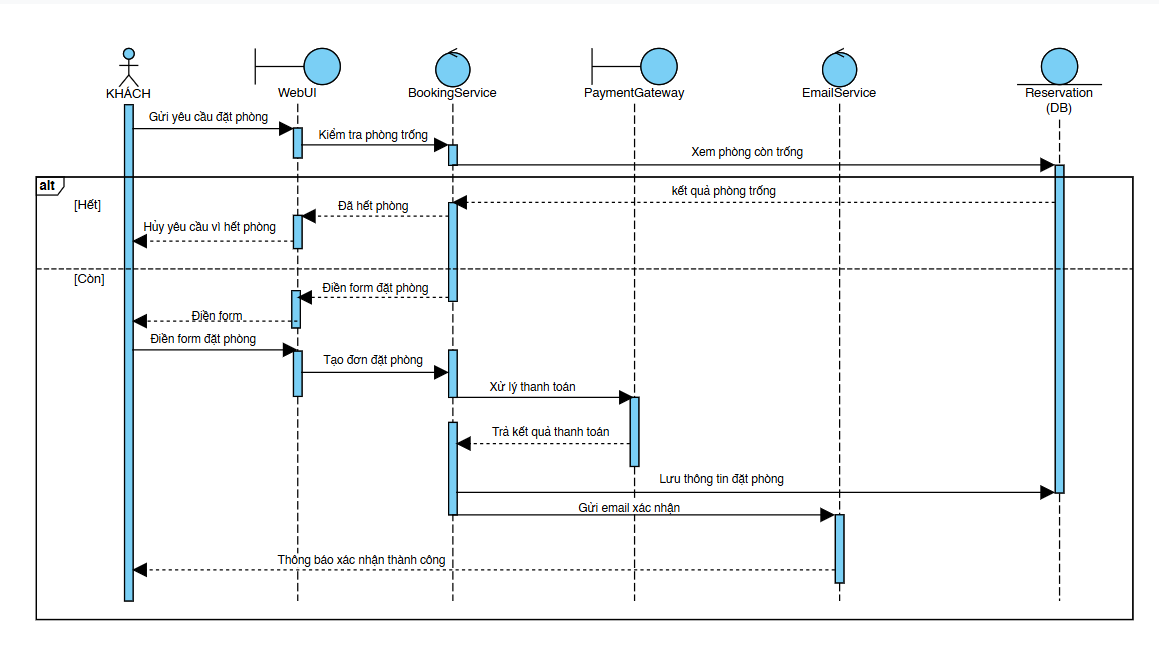 KHÁCH
WebUI
BookingService
PaymentGateway
EmailService
Reservation
(DB)
Gửi yêu cầu đặt phòng
Kiểm tra phòng trống
Xem phòng còn trống
alt
[Hết]
kết quả phòng trống
Đã hết phòng
Hủy yêu cầu vì hết phòng
[Còn]
Điền form đặt phòng
Điền form
Điền form đặt phòng
Tạo đơn đặt phòng
Xử lý thanh toán
Trả kết quả thanh toán
Lưu thông tin đặt phòng
Gửi email xác nhận
Thông báo xác nhận thành công